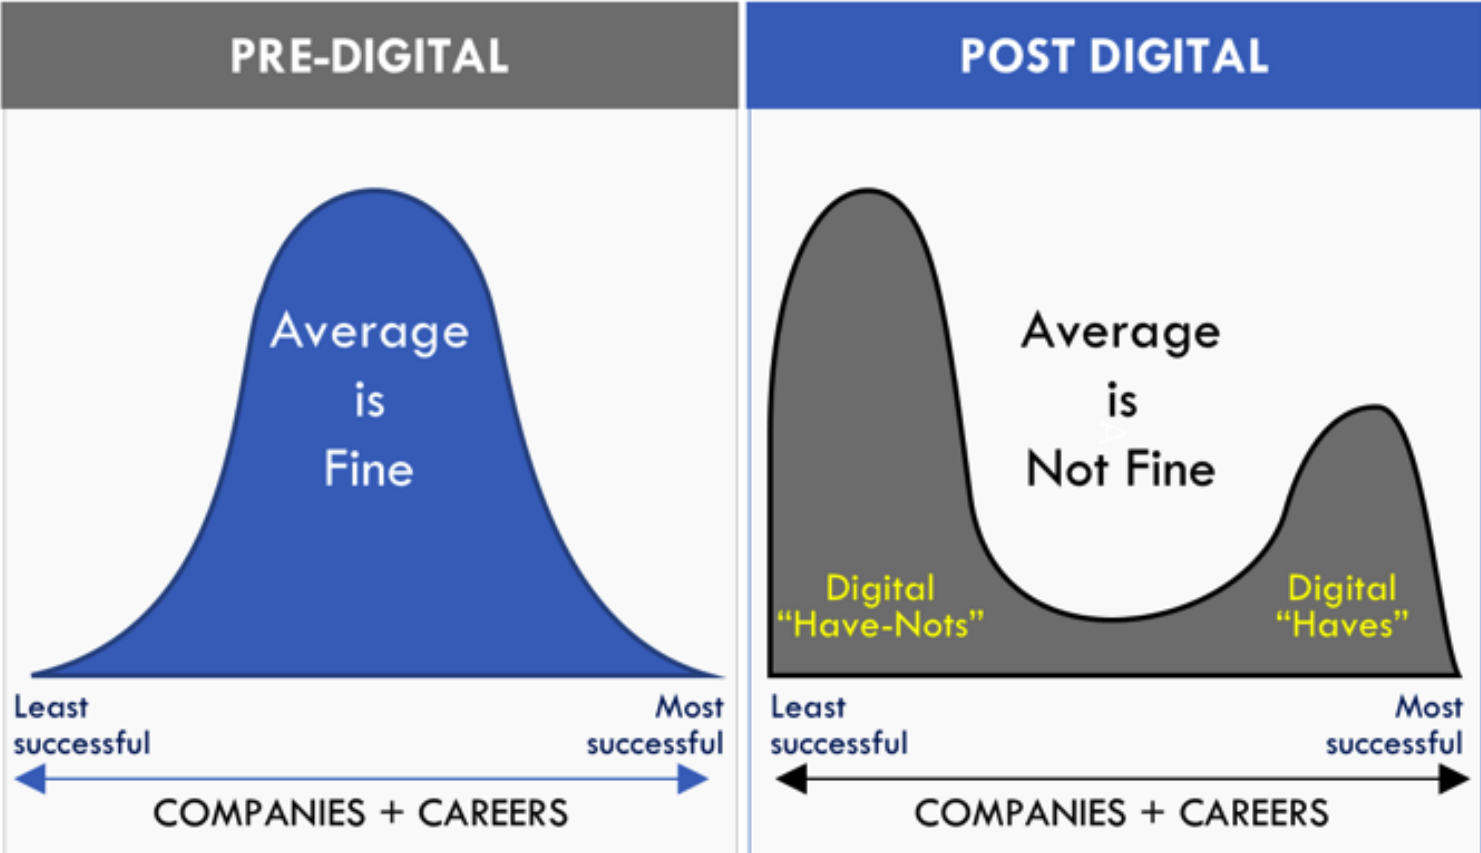 PRE-DIGITAL
Average
is
Fine
Least
successful
Most
successful
COMPANIES + CAREERS
POST DIGITAL
Average
is
Not Fine
Digital
“Have-Nots”
Digital
“Haves”
Least
successful
Most
successful
COMPANIES + CAREERS